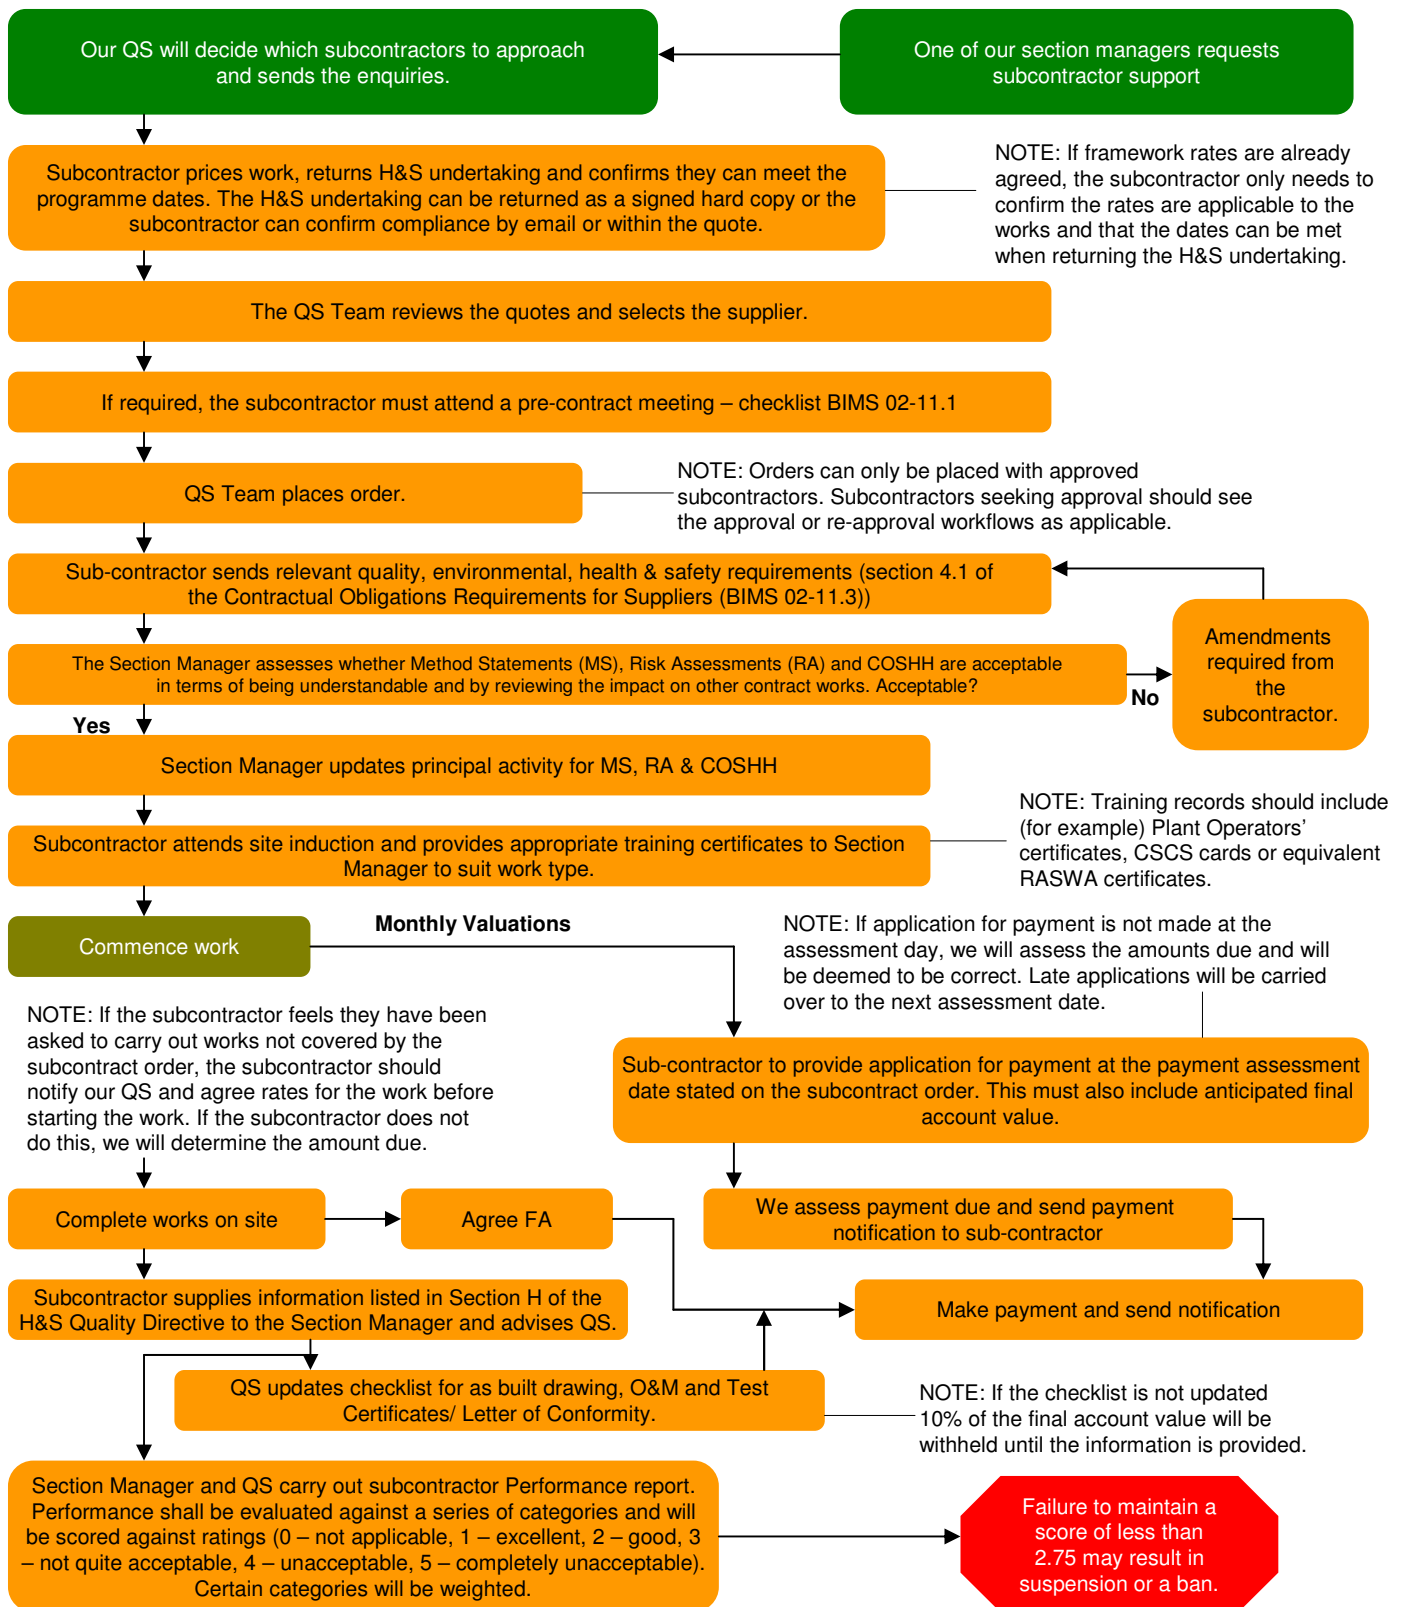 Our QS will decide which subcontractors to approach
and sends the enquiries.
One of our section managers requests
subcontractor support
Subcontractor prices work, returns H&S undertaking and confirms they can meet the
programme dates. The H&S undertaking can be returned as a signed hard copy or the
subcontractor can confirm compliance by email or within the quote.
NOTE: If framework rates are already
agreed, the subcontractor only needs to
confirm the rates are applicable to the
works and that the dates can be met
when returning the H&S undertaking.
The QS Team reviews the quotes and selects the supplier.
If required, the subcontractor must attend a pre-contract meeting – checklist BIMS 02-11.1
QS Team places order.
NOTE: Orders can only be placed with approved
subcontractors. Subcontractors seeking approval should see
the approval or re-approval workflows as applicable.
Sub-contractor sends relevant quality, environmental, health & safety requirements (section 4.1 of
the Contractual Obligations Requirements for Suppliers (BIMS 02-11.3))
Amendments
required from
the
subcontractor.
The Section Manager assesses whether Method Statements (MS), Risk Assessments (RA) and COSHH are acceptable
in terms of being understandable and by reviewing the impact on other contract works. Acceptable?
No
Yes
Section Manager updates principal activity for MS, RA & COSHH
Subcontractor attends site induction and provides appropriate training certificates to Section
Manager to suit work type.
NOTE: Training records should include
(for example) Plant Operators’
certificates, CSCS cards or equivalent
RASWA certificates.
Commence work
Monthly Valuations
NOTE: If application for payment is not made at the
assessment day, we will assess the amounts due and will
be deemed to be correct. Late applications will be carried
over to the next assessment date.
NOTE: If the subcontractor feels they have been
asked to carry out works not covered by the
subcontract order, the subcontractor should
notify our QS and agree rates for the work before
starting the work. If the subcontractor does not
do this, we will determine the amount due.
Sub-contractor to provide application for payment at the payment assessment
date stated on the subcontract order. This must also include anticipated final
account value.
Complete works on site
Agree FA
We assess payment due and send payment
notification to sub-contractor
Subcontractor supplies information listed in Section H of the
H&S Quality Directive to the Section Manager and advises QS.
Make payment and send notification
QS updates checklist for as built drawing, O&M and Test
Certificates/ Letter of Conformity.
NOTE: If the checklist is not updated
10% of the final account value will be
withheld until the information is provided.
Section Manager and QS carry out subcontractor Performance report.
Performance shall be evaluated against a series of categories and will
be scored against ratings (0 – not applicable, 1 – excellent, 2 – good, 3
– not quite acceptable, 4 – unacceptable, 5 – completely unacceptable).
Certain categories will be weighted.
Failure to maintain a
score of less than
2.75 may result in
suspension or a ban.